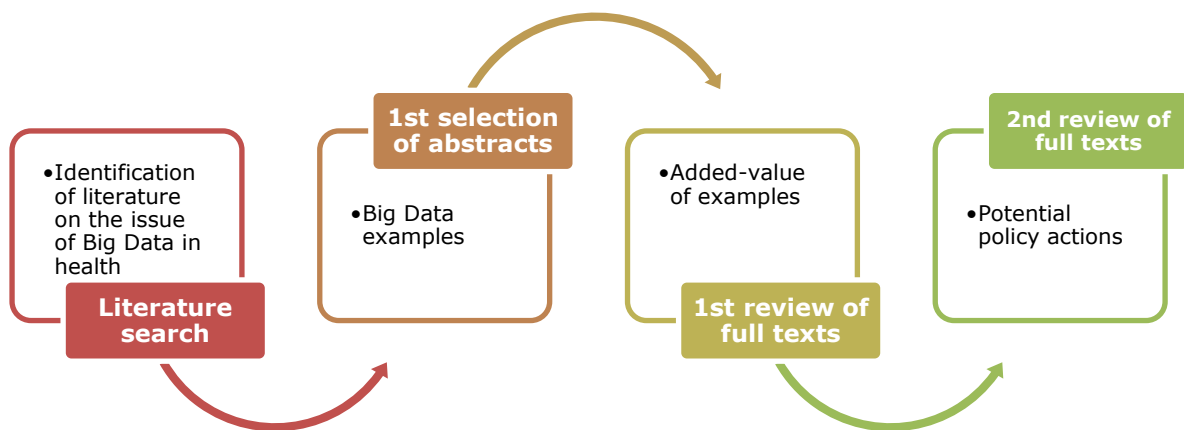 •Identification
of literature
on the issue
of Big Data in
health
Literature
search
1st selection
of abstracts
•Big Data
examples
•Added-value
of examples
1st review of
full texts
2nd review of
full texts
•Potential
policy actions